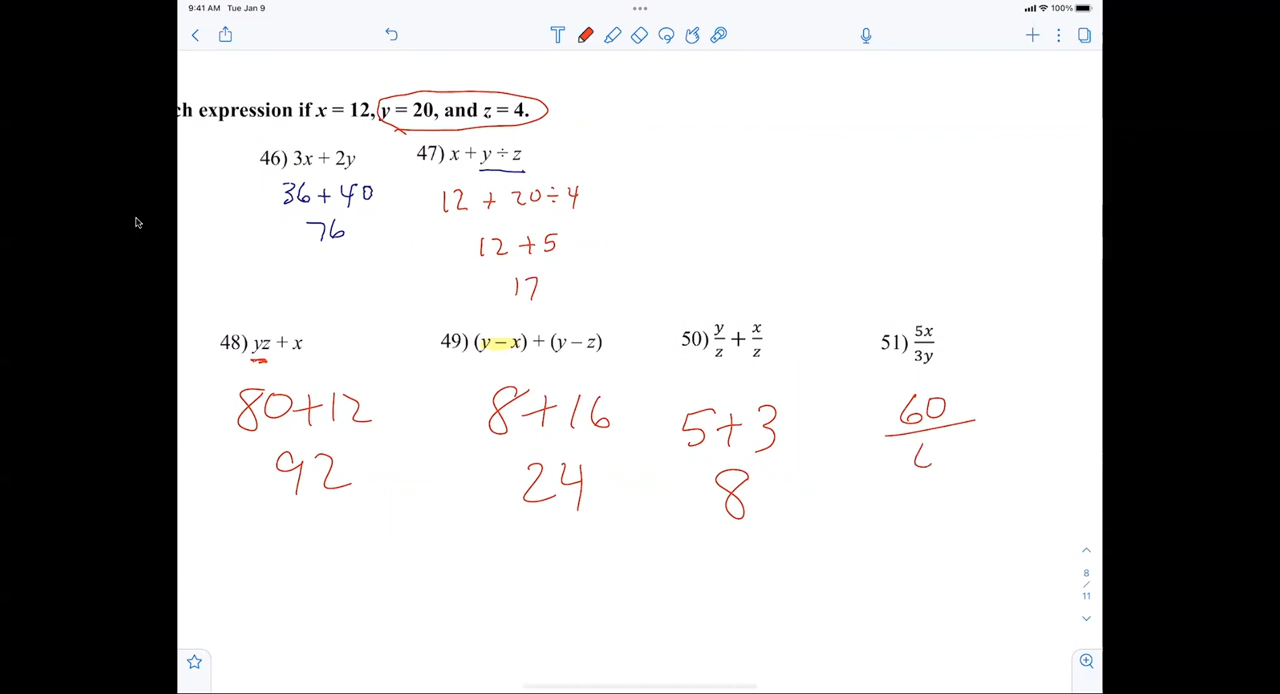 9:41 AM Tue Jan 9
100%
ch expression if x = 12, y = 20, and z = 4.
46) 3x + 2y
36 + 40
76
47) x + y ÷ z
12 + 20 ÷ 4
12 + 5
17
48) yz + x
80 + 12
92
49) (y – x) + (y – z)
8 + 16
24
50) y/z + x/z
5 + 3
8
51) 5x/3y
60
8
/
11